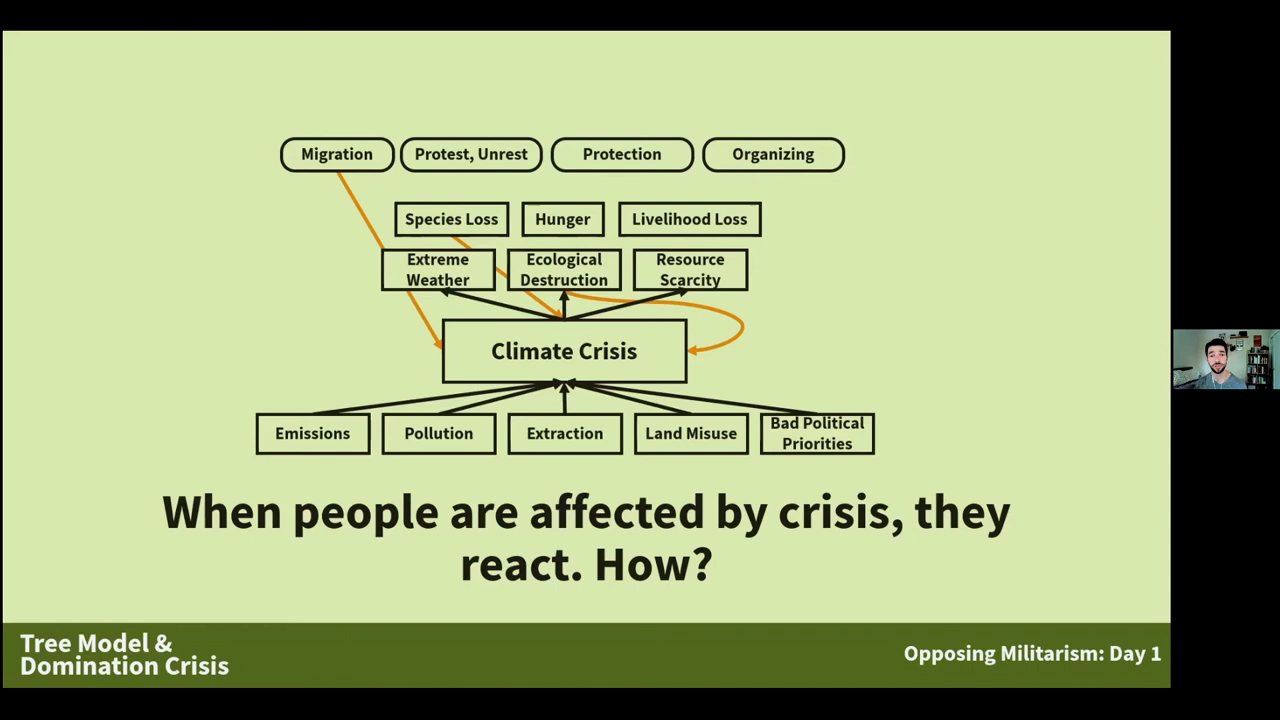 Migration
Protest, Unrest
Protection
Organizing
Species Loss
Hunger
Livelihood Loss
Extreme
Weather
Ecological
Destruction
Resource
Scarcity
Climate Crisis
Emissions
Pollution
Extraction
Land Misuse
Bad Political
Priorities
When people are affected by crisis, they
react. How?
Tree Model &
Domination Crisis
Opposing Militarism: Day 1